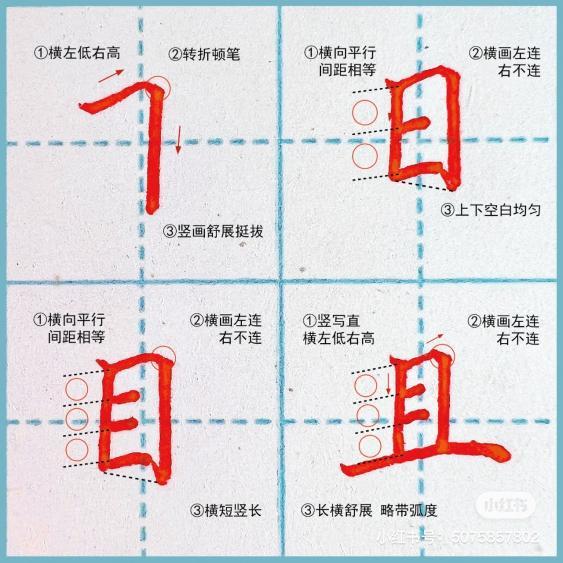 ①横左低右高
②转折顿笔
③竖画舒展挺拔
①横向平行
间距相等
②横画左连
右不连
日
③上下空白均匀
①横向平行
间距相等
②横画左连
右不连
目
③横短竖长
①竖写直
横左低右高
②横画左连
右不连
且
③长横舒展 略带弧度
小红书
小红书号：5075857802